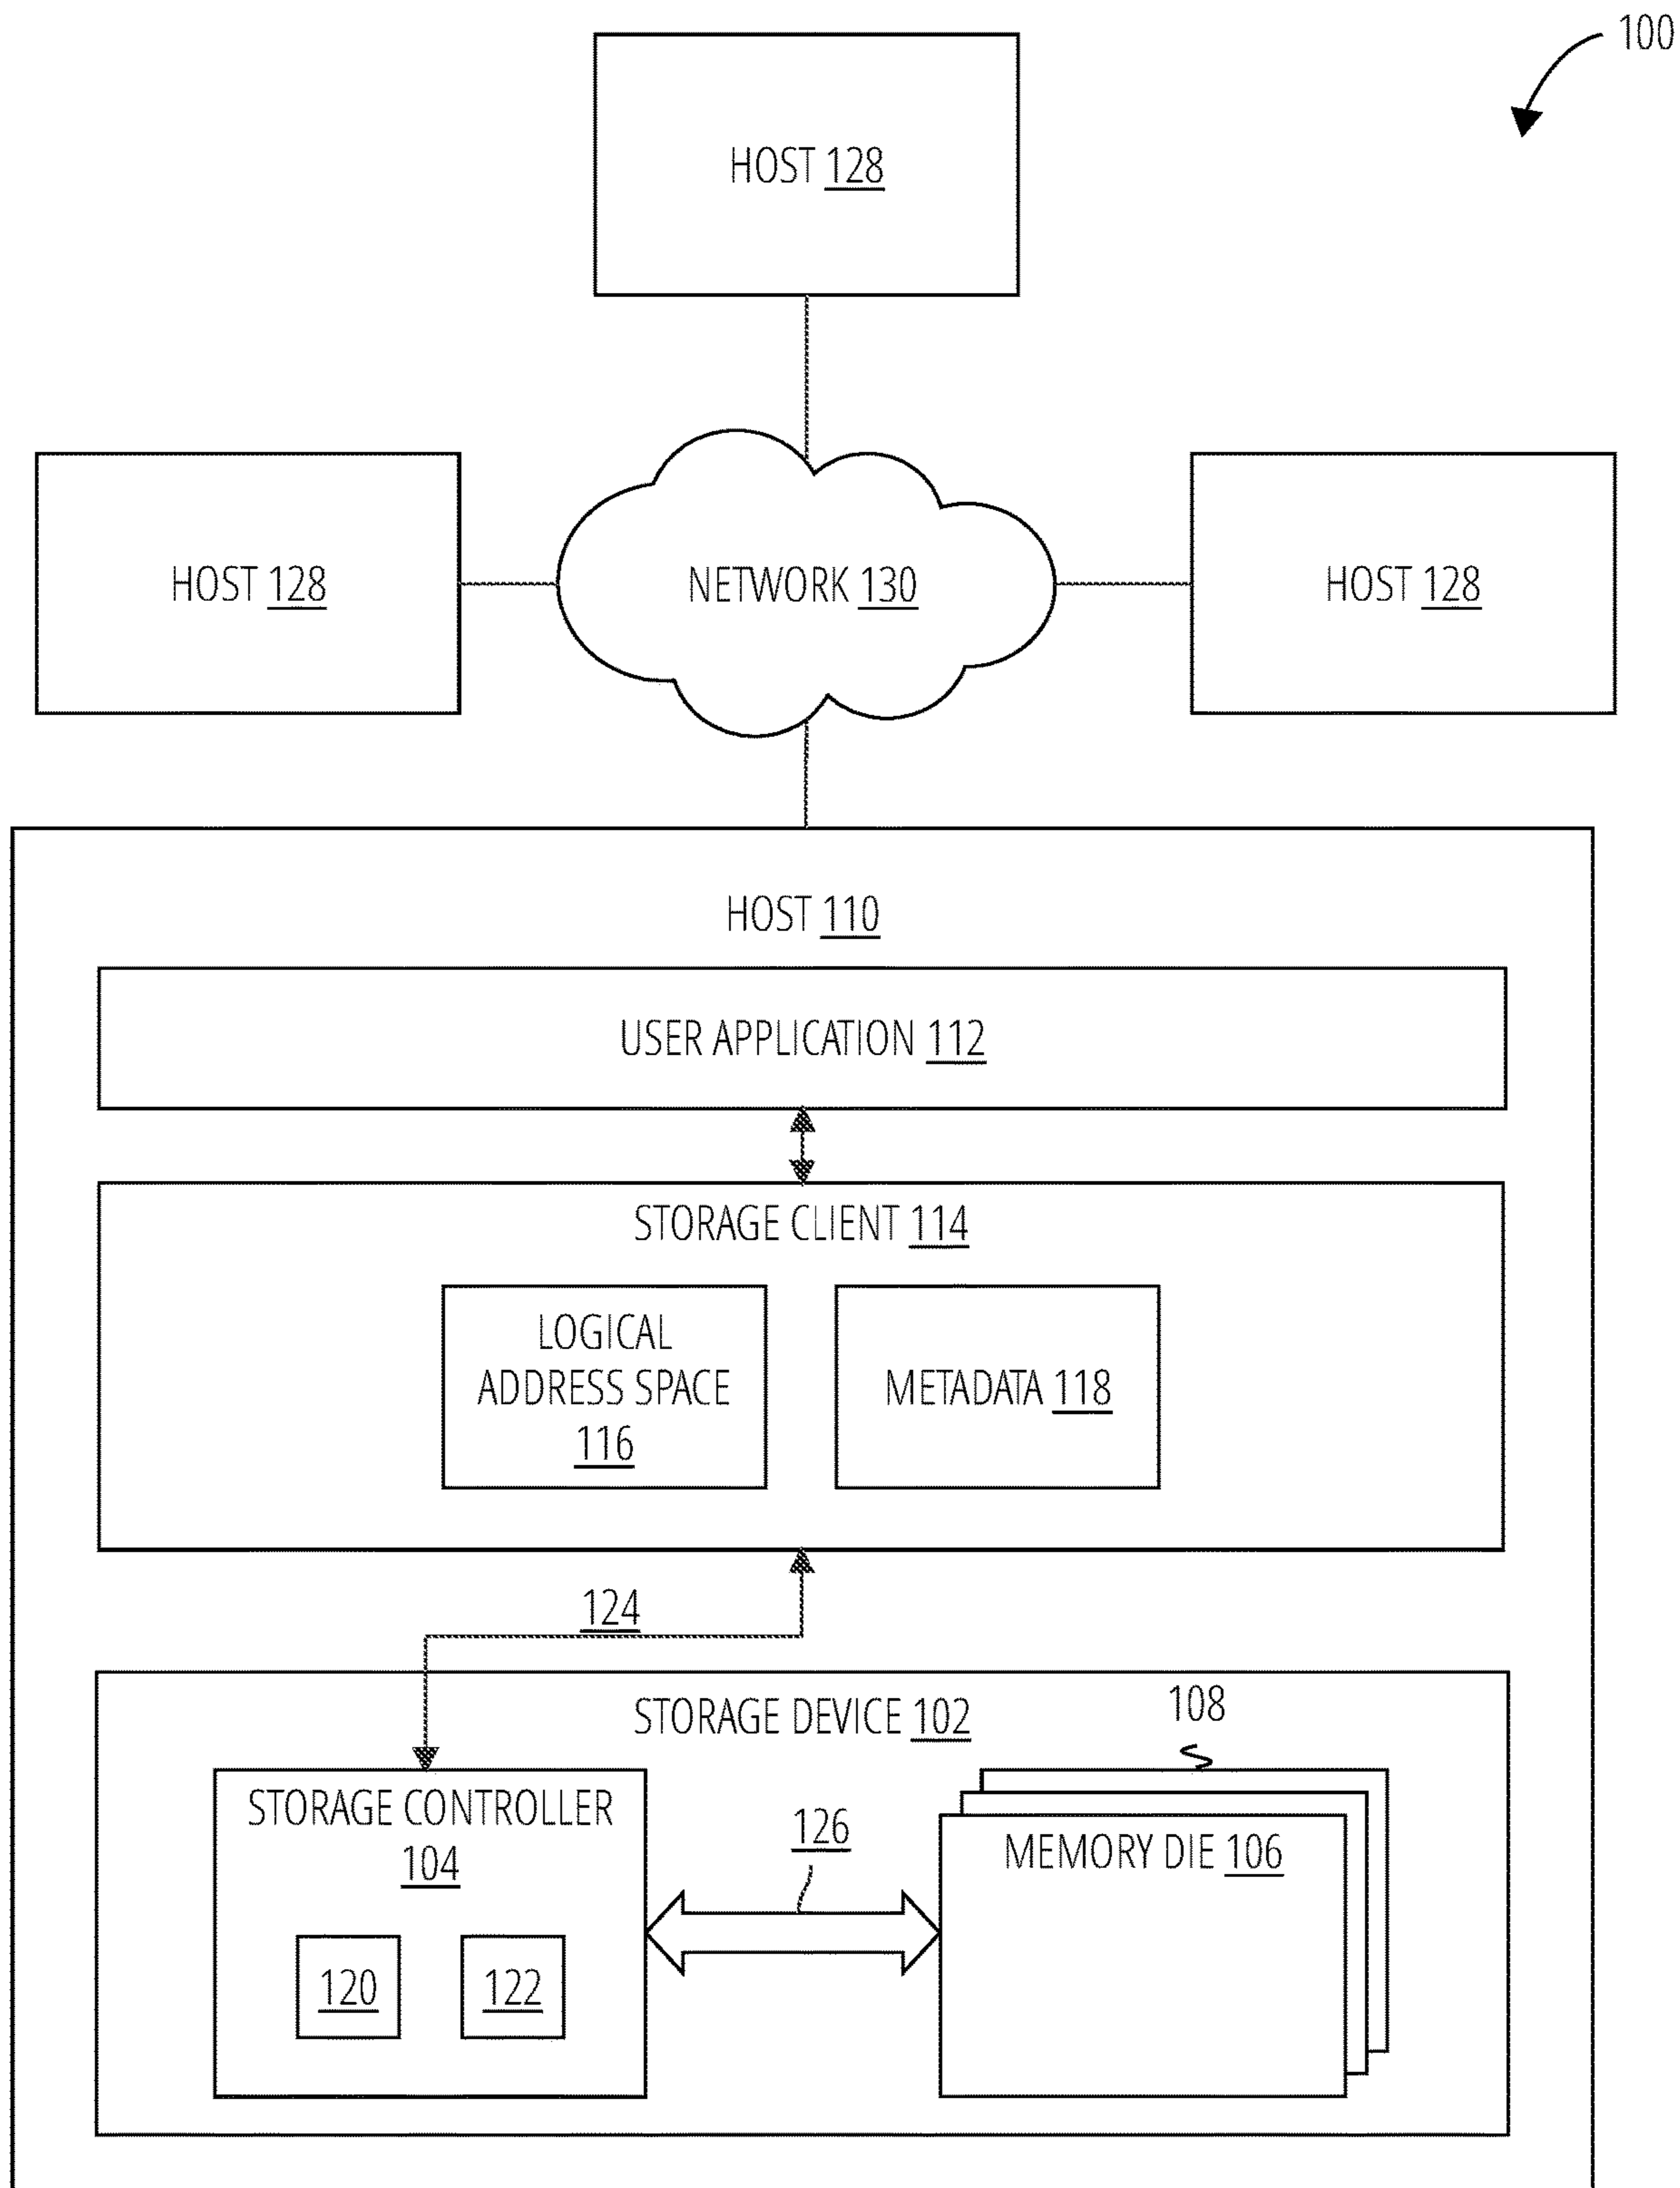 100
HOST 128
HOST 128
NETWORK 130
HOST 128
HOST 110
USER APPLICATION 112
STORAGE CLIENT 114
LOGICAL
ADDRESS SPACE
116
METADATA 118
124
STORAGE DEVICE 102
108
STORAGE CONTROLLER
104
126
MEMORY DIE 106
120
122